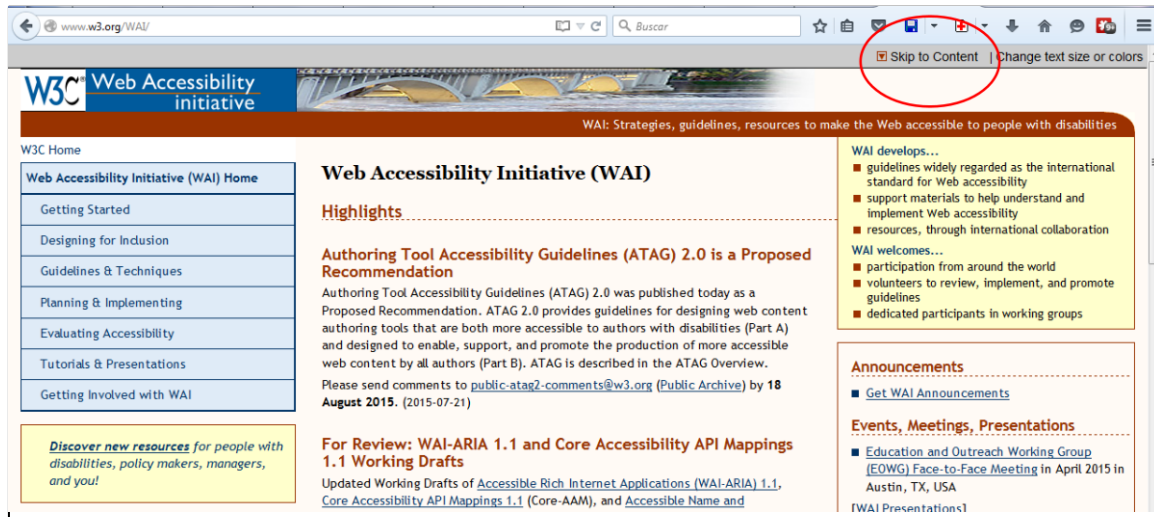 www.w3.org/WAI/
Buscar
Skip to Content | Change text size or colors
W3C Web Accessibility
initiative
WAI: Strategies, guidelines, resources to make the Web accessible to people with disabilities
W3C Home
Web Accessibility Initiative (WAI) Home
Getting Started
Designing for Inclusion
Guidelines & Techniques
Planning & Implementing
Evaluating Accessibility
Tutorials & Presentations
Getting Involved with WAI
Discover new resources for people with
disabilities, policy makers, managers,
and you!
Web Accessibility Initiative (WAI)
Highlights
Authoring Tool Accessibility Guidelines (ATAG) 2.0 is a Proposed
Recommendation
Authoring Tool Accessibility Guidelines (ATAG) 2.0 was published today as a
Proposed Recommendation. ATAG 2.0 provides guidelines for designing web content
authoring tools that are both more accessible to authors with disabilities (Part A)
and designed to enable, support, and promote the production of more accessible
web content by all authors (Part B). ATAG is described in the ATAG Overview.
Please send comments to public-atag2-comments@w3.org (Public Archive) by 18
August 2015. (2015-07-21)
For Review: WAI-ARIA 1.1 and Core Accessibility API Mappings
1.1 Working Drafts
Updated Working Drafts of Accessible Rich Internet Applications (WAI-ARIA) 1.1,
Core Accessibility API Mappings 1.1 (Core-AAM), and Accessible Name and
WAI develops...
guidelines widely regarded as the international
standard for Web accessibility
support materials to help understand and
implement Web accessibility
resources, through international collaboration
WAI welcomes...
participation from around the world
volunteers to review, implement, and promote
guidelines
dedicated participants in working groups
Announcements
Get WAI Announcements
Events, Meetings, Presentations
Education and Outreach Working Group
(EOWG) Face-to-Face Meeting in April 2015 in
Austin, TX, USA
[WAI Presentations]